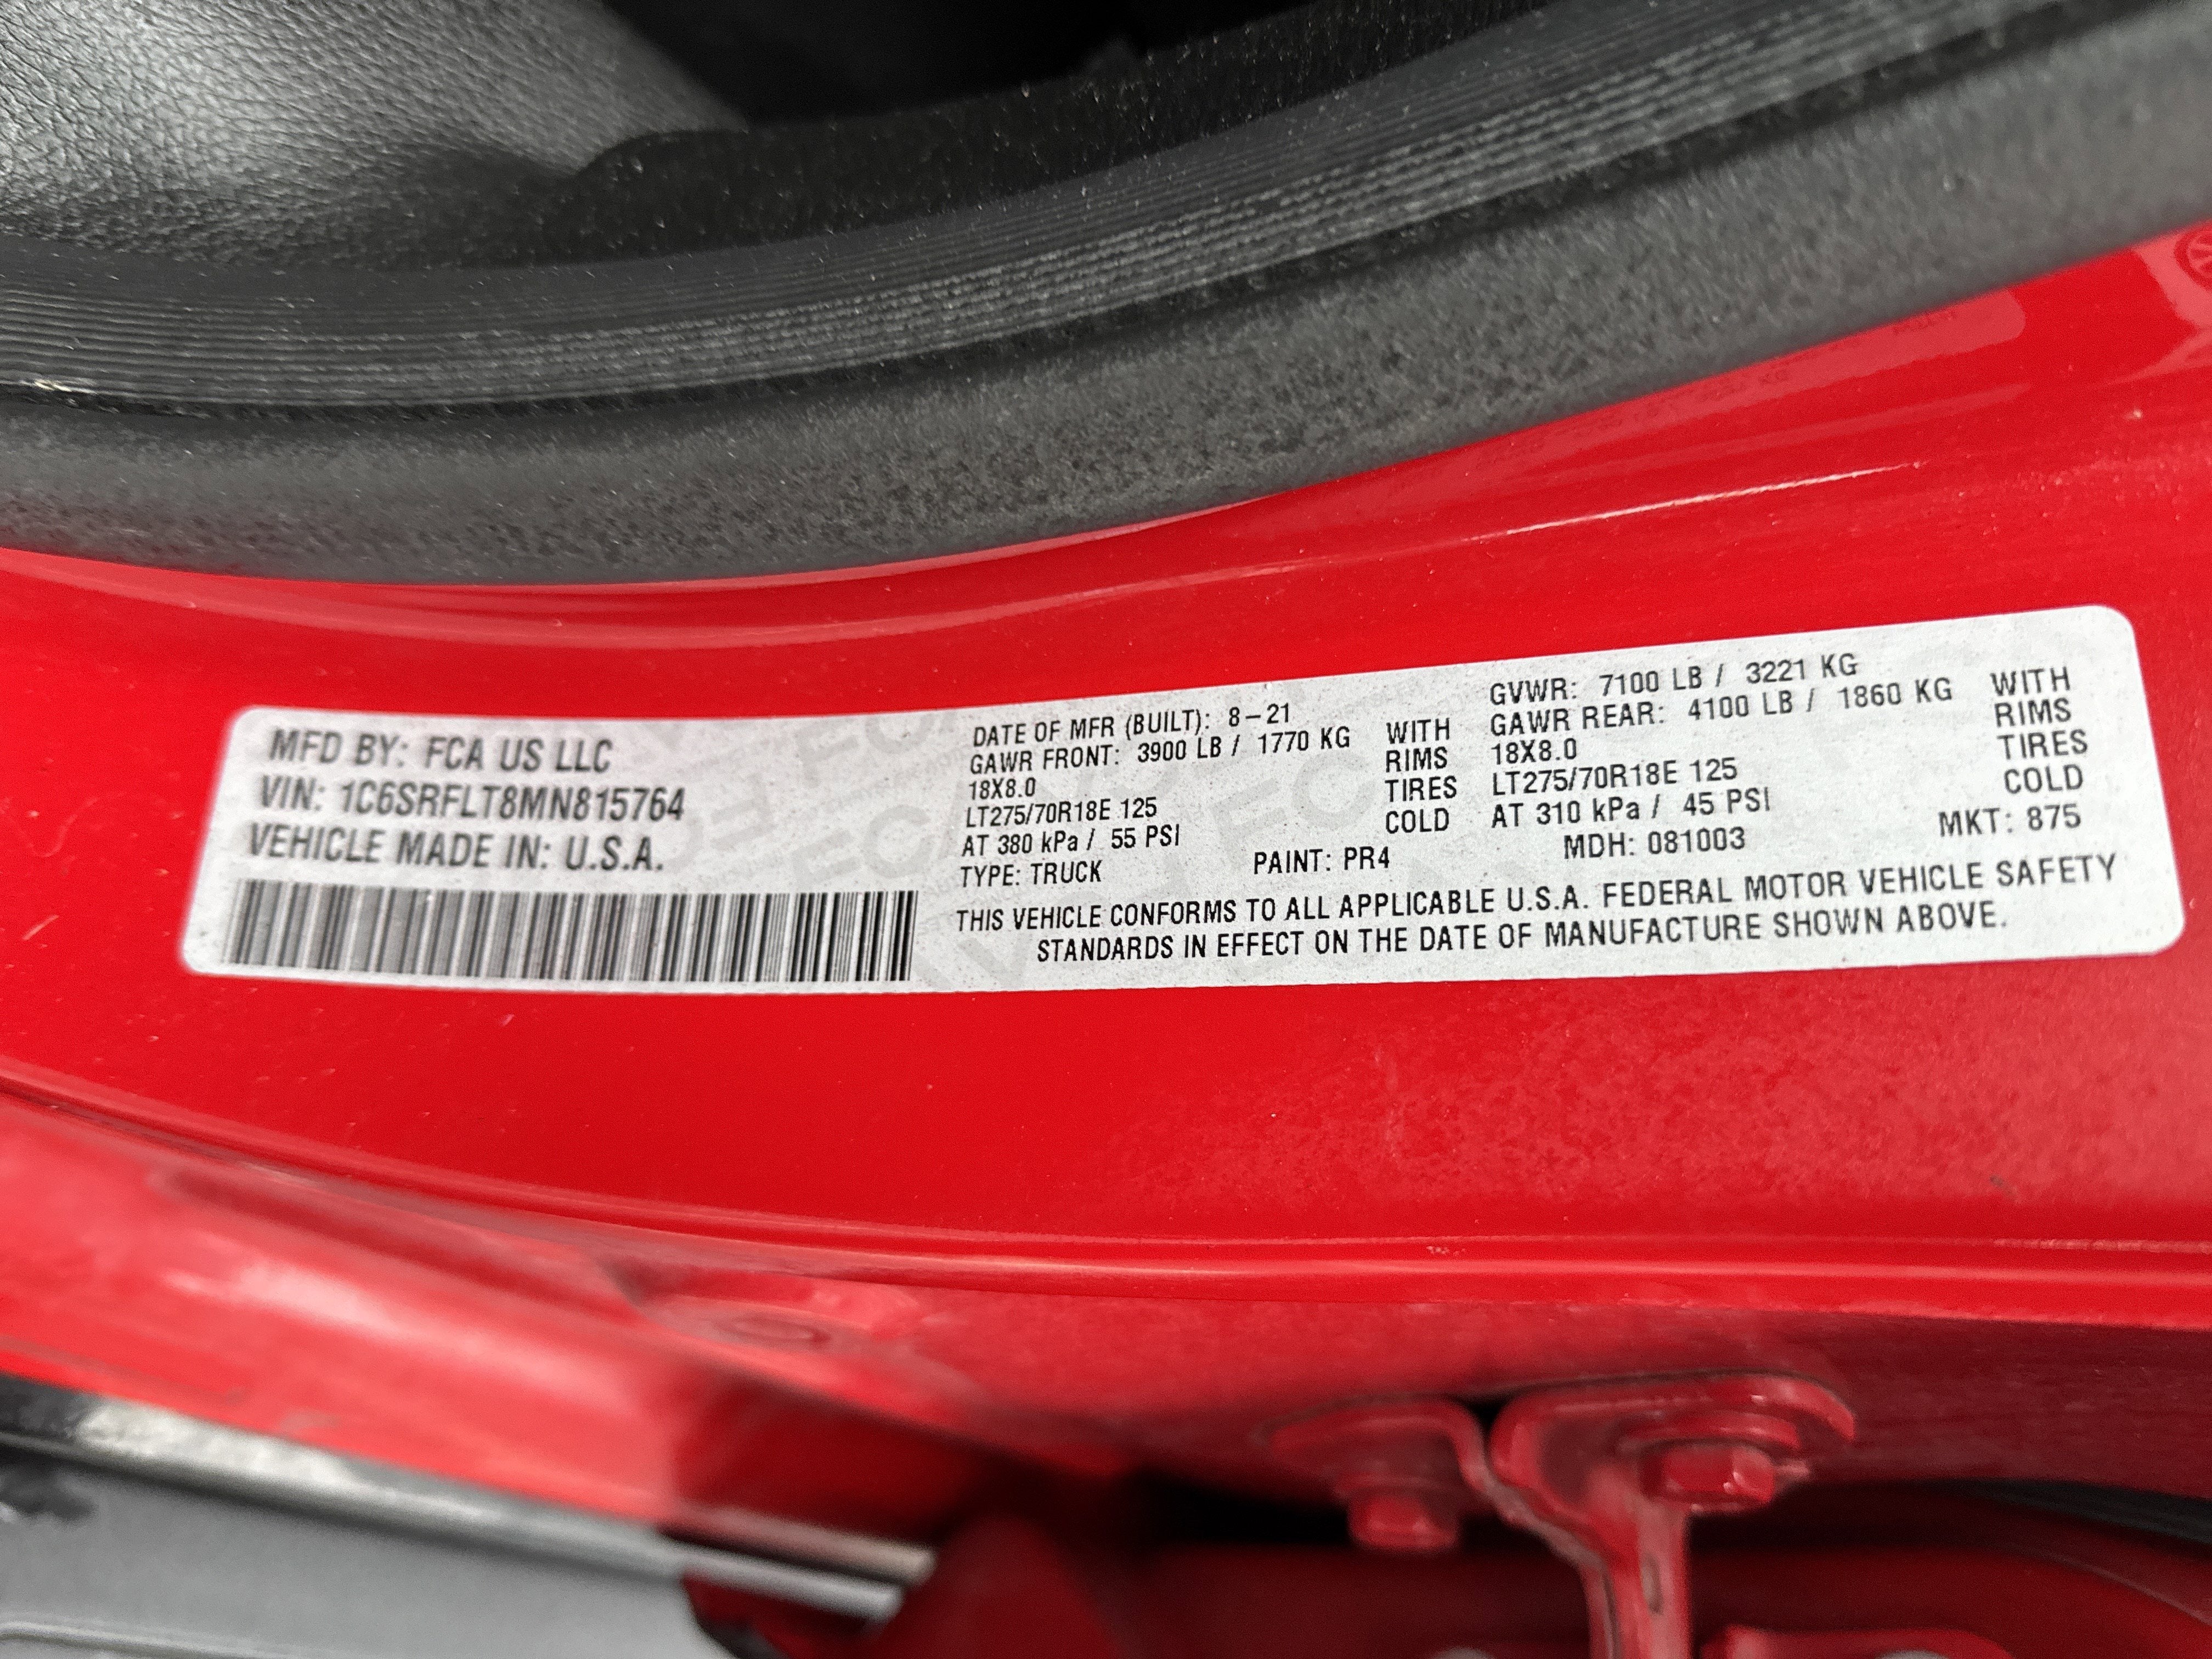 MFD BY: FCA US LLC
VIN: 1C6SRFLT8MN815764
VEHICLE MADE IN: U.S.A.
DATE OF MFR (BUILT): 8-21
GAWR FRONT: 3900 LB / 1770 KG WITH
18X8.0 RIMS
LT275/70R18E 125 TIRES
AT 380 kPa / 55 PSI COLD
TYPE: TRUCK PAINT: PR4
GVWR: 7100 LB / 3221 KG
GAWR REAR: 4100 LB / 1860 KG WITH
18X8.0 RIMS
LT275/70R18E 125 TIRES
AT 310 kPa / 45 PSI COLD
MDH: 081003 MKT: 875
THIS VEHICLE CONFORMS TO ALL APPLICABLE U.S.A. FEDERAL MOTOR VEHICLE SAFETY
STANDARDS IN EFFECT ON THE DATE OF MANUFACTURE SHOWN ABOVE.